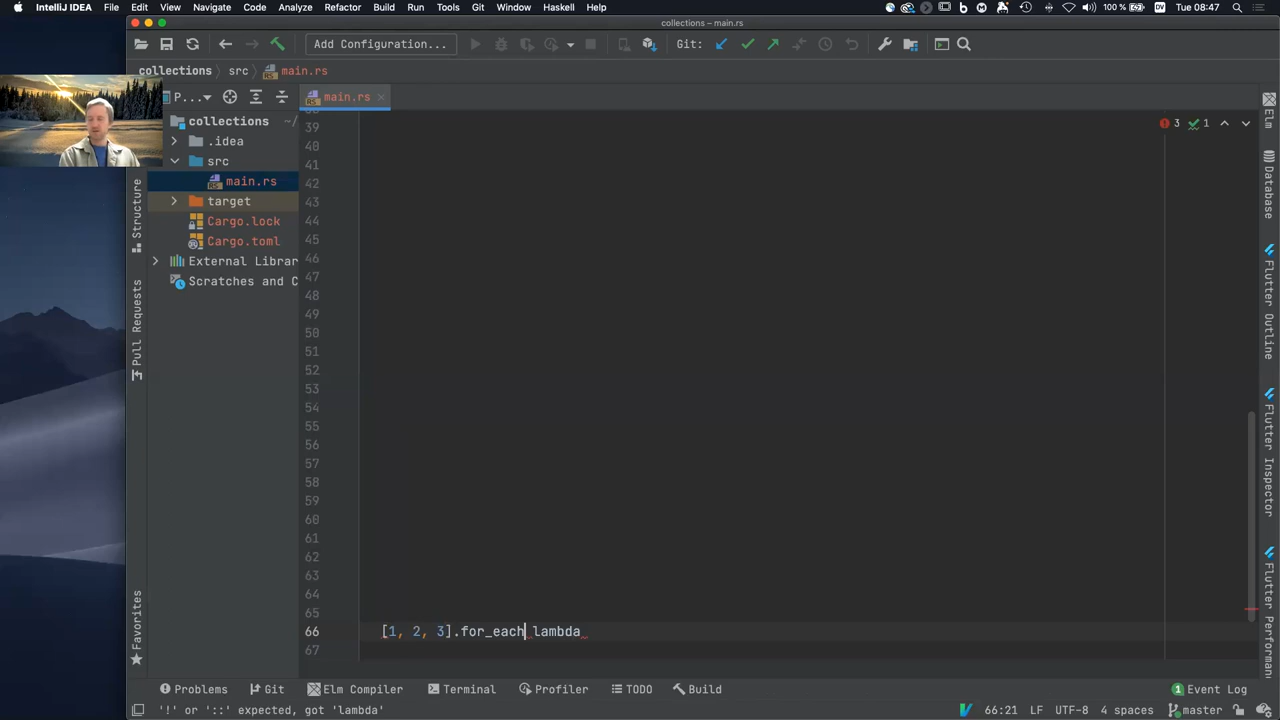 IntelliJ IDEA File Edit View Navigate Code Analyze Refactor Build Run Tools Git Window Haskell Help 100 % DV Tue 08:47
collections – main.rs
Add Configuration... Git:
collections src main.rs
P... main.rs
collections ~/
.idea
src
main.rs
target
Cargo.lock
Cargo.toml
External Librar
Scratches and C
Structure
Pull Requests
Favorites
39
40
41
42
43
44
45
46
47
48
49
50
51
52
53
54
55
56
57
58
59
60
61
62
63
64
65
66 [1, 2, 3].for_each lambda
67
3 1
Elm
Database
Flutter Outline
Flutter Inspector
Flutter Performan
Problems Git Elm Compiler Terminal Profiler TODO Build 1 Event Log
'!' or '::' expected, got 'lambda' 66:21 LF UTF-8 4 spaces master